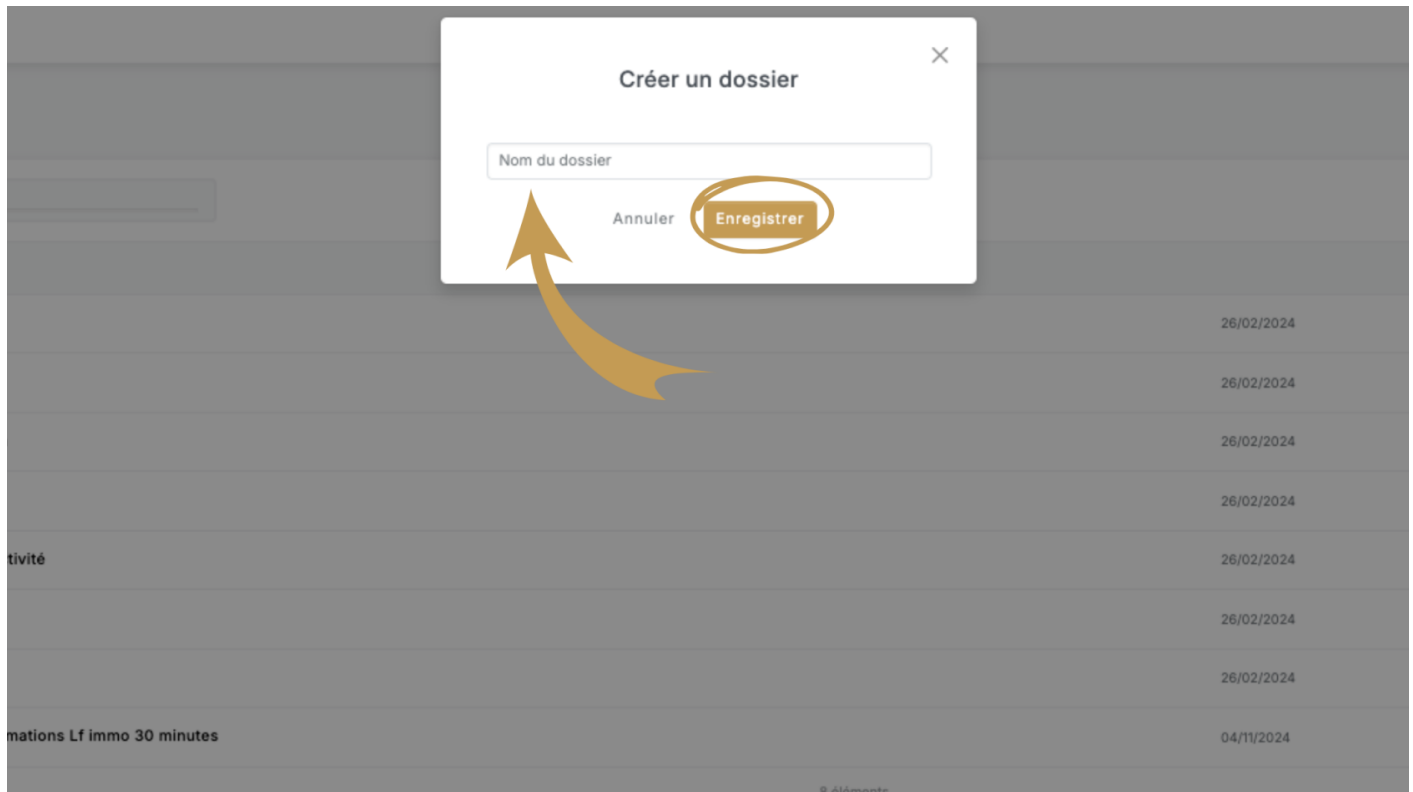 Créer un dossier
Nom du dossier
Annuler Enregistrer
26/02/2024
26/02/2024
26/02/2024
26/02/2024
tivité 26/02/2024
26/02/2024
26/02/2024
mations Lf immo 30 minutes 04/11/2024
8 éléments